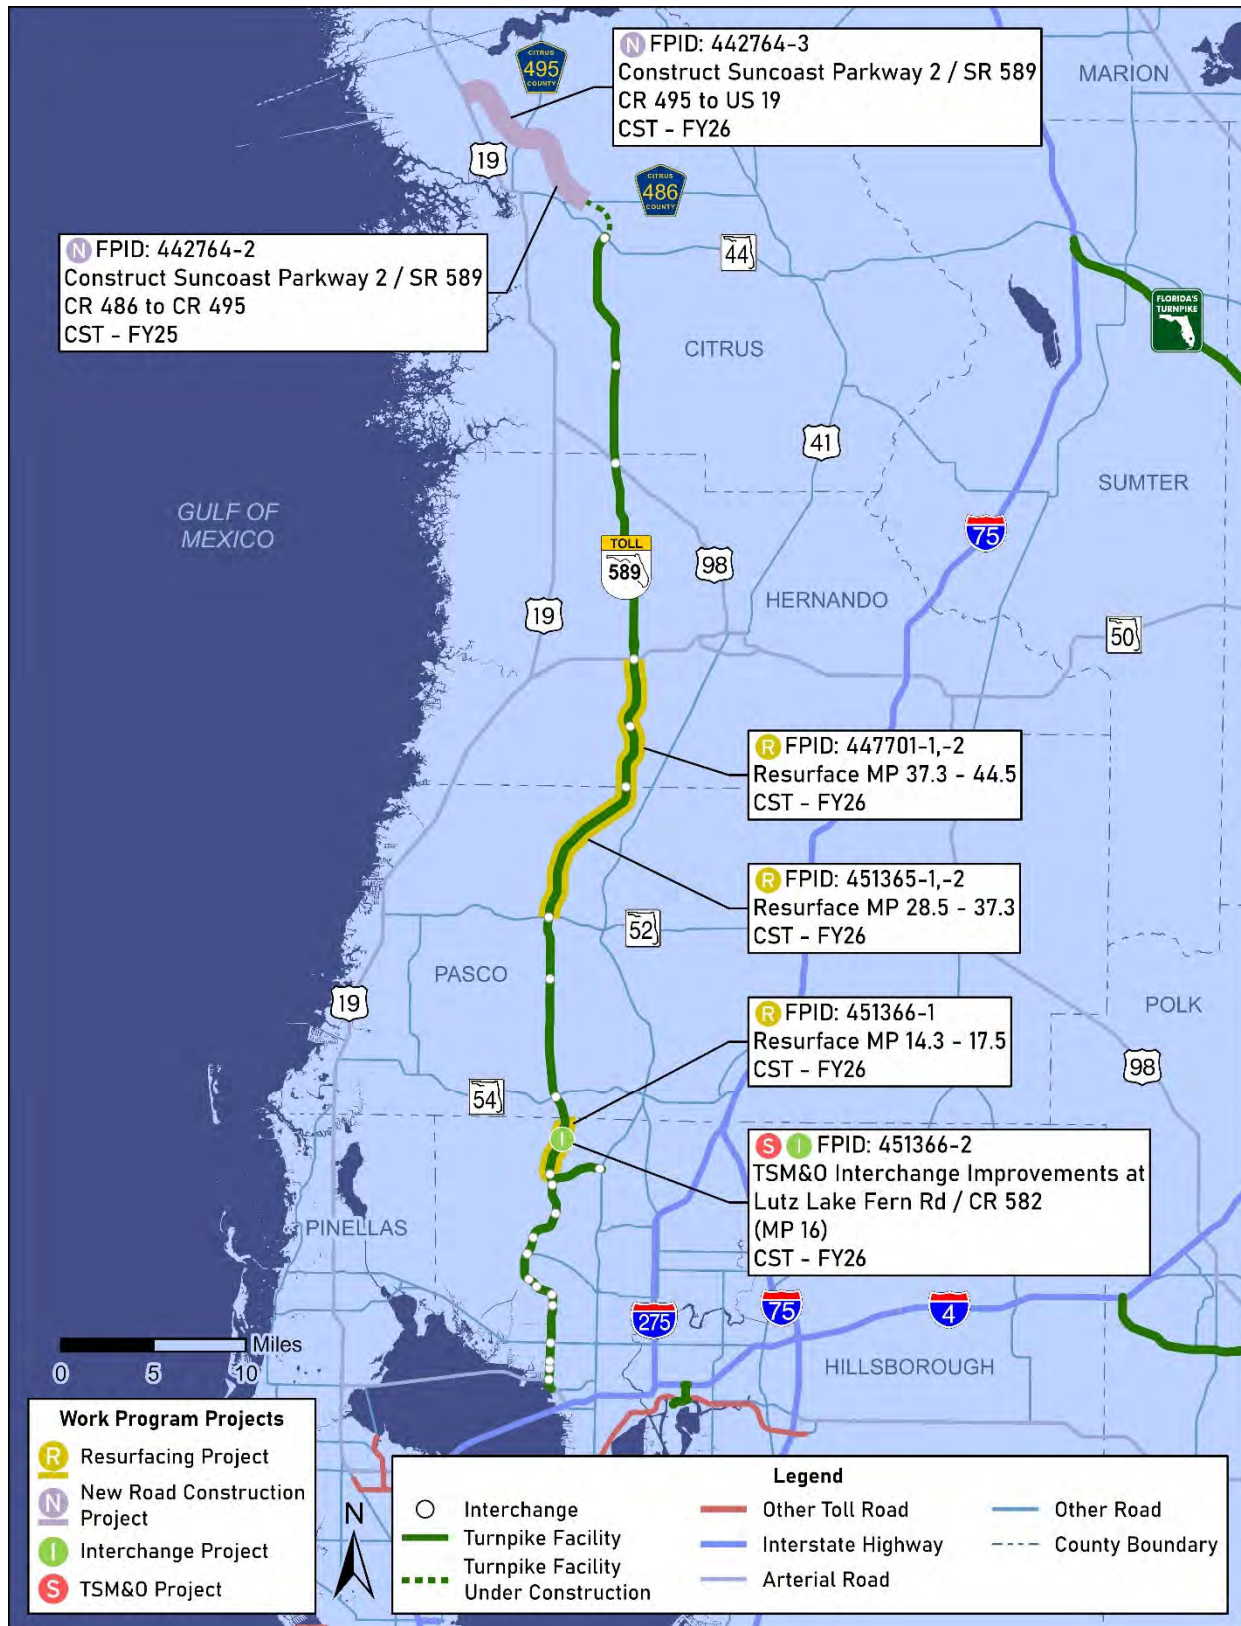 N FPID: 442764-3
Construct Suncoast Parkway 2 / SR 589
CR 495 to US 19
CST - FY26
CITRUS
495
COUNTY
MARION
19
CITRUS
486
COUNTY
N FPID: 442764-2
Construct Suncoast Parkway 2 / SR 589
CR 486 to CR 495
CST - FY25
44
FLORIDA'S
TURNPIKE
CITRUS
41
SUMTER
GULF OF
MEXICO
75
TOLL
589
98
HERNANDO
19
50
R FPID: 447701-1,-2
Resurface MP 37.3 - 44.5
CST - FY26
R FPID: 451365-1,-2
Resurface MP 28.5 - 37.3
CST - FY26
52
PASCO
19
POLK
R FPID: 451366-1
Resurface MP 14.3 - 17.5
CST - FY26
98
54
I
S I FPID: 451366-2
TSM&O Interchange Improvements at
Lutz Lake Fern Rd / CR 582
(MP 16)
CST - FY26
PINELLAS
275
75
4
Miles
0 5 10
HILLSBOROUGH
Work Program Projects
R Resurfacing Project
N New Road Construction
Project
I Interchange Project
S TSM&O Project
N
Legend
Interchange
Turnpike Facility
Turnpike Facility
Under Construction
Other Toll Road
Interstate Highway
Arterial Road
Other Road
County Boundary